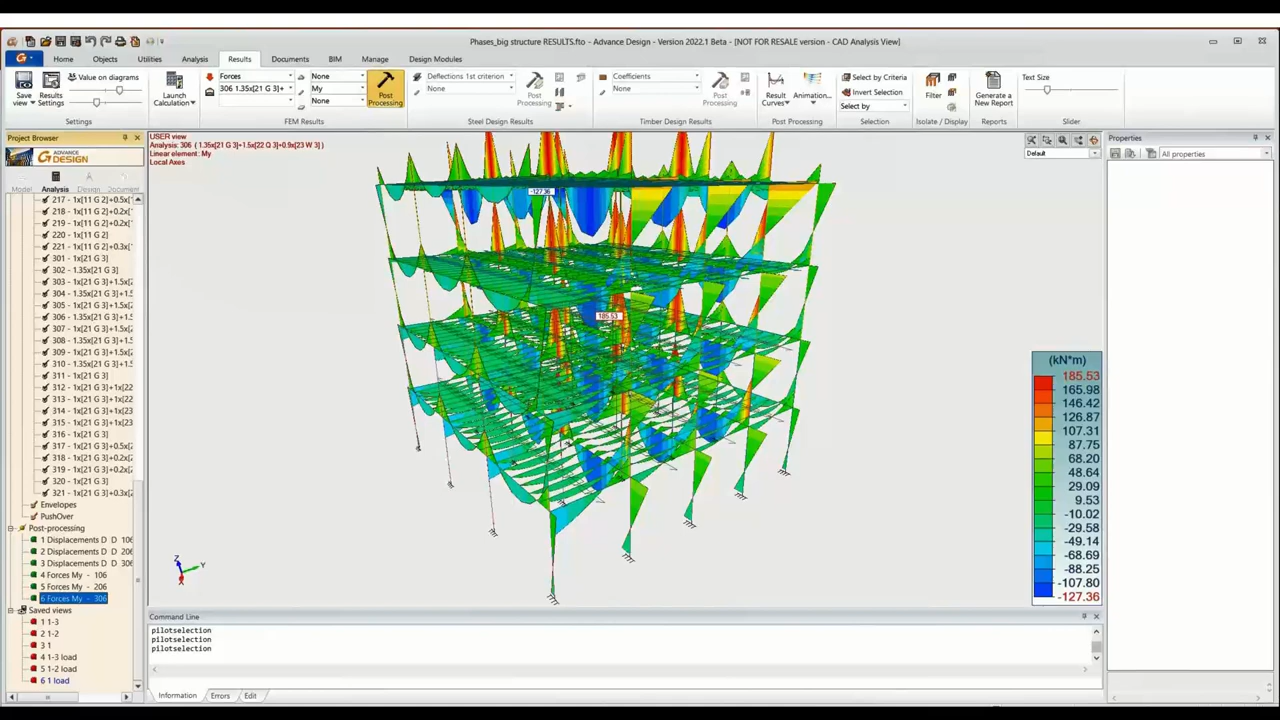 Phases_big structure RESULTS.fto - Advance Design - Version 2022.1 Beta - [NOT FOR RESALE version - CAD Analysis View]
Home Objects Utilities Analysis Results Documents BIM Manage Design Modules
Save view
Results Settings
Value on diagrams
Settings
Launch Calculation
Forces
306 1.35x[21 G 3]+
None
My
None
Post Processing
FEM Results
Deflections 1st criterion
None
Post Processing
Steel Design Results
Coefficients
None
Post Processing
Timber Design Results
Result Curves
Animation...
Post Processing
Select by Criteria
Invert Selection
Select by
Selection
Filter
Isolate / Display
Generate a New Report
Reports
Text Size
Slider
Project Browser
ADVANCE DESIGN
Model Analysis Design Document
217 - 1x[11 G 2]+0.5x[
218 - 1x[11 G 2]+0.2x[
219 - 1x[11 G 2]+0.2x[
220 - 1x[11 G 2]
221 - 1x[11 G 2]+0.3x[
301 - 1x[21 G 3]
302 - 1.35x[21 G 3]
303 - 1x[21 G 3]+1.5x[
304 - 1.35x[21 G 3]+1.5
305 - 1x[21 G 3]+1.5x[
306 - 1.35x[21 G 3]+1.5
307 - 1x[21 G 3]+1.5x[
308 - 1.35x[21 G 3]+1.5
309 - 1x[21 G 3]+1.5x[
310 - 1.35x[21 G 3]+1.5
311 - 1x[21 G 3]
312 - 1x[21 G 3]+1x[22
313 - 1x[21 G 3]+1x[23
314 - 1x[21 G 3]+1x[22
315 - 1x[21 G 3]+1x[23
316 - 1x[21 G 3]
317 - 1x[21 G 3]+0.5x[
318 - 1x[21 G 3]+0.2x[
319 - 1x[21 G 3]+0.2x[
320 - 1x[21 G 3]
321 - 1x[21 G 3]+0.3x[
Envelopes
PushOver
Post-processing
1 Displacements D D 106
2 Displacements D D 206
3 Displacements D D 306
4 Forces My - 106
5 Forces My - 206
6 Forces My - 306
Saved views
1 1-3
2 1-2
3 1
4 1-3 load
5 1-2 load
6 1 load
USER view
Analysis: 306 ( 1.35x[21 G 3]+1.5x[22 Q 3]+0.9x[23 W 3] )
Linear element: My
Local Axes
-127.36
185.53
Z
Y
X
Default
(kN*m)
185.53
165.98
146.42
126.87
107.31
87.75
68.20
48.64
29.09
9.53
-10.02
-29.58
-49.14
-68.69
-88.25
-107.80
-127.36
Properties
All properties
Command Line
pilotselection
pilotselection
pilotselection
Information Errors Edit